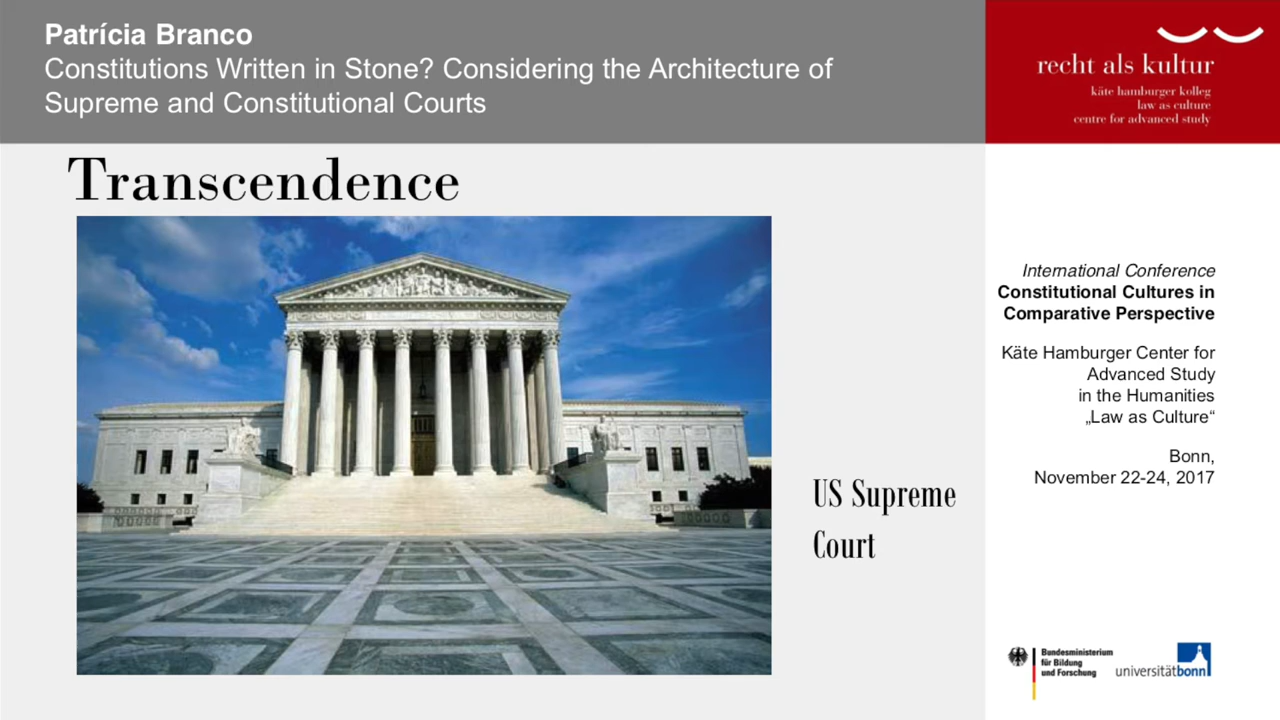 Patrícia Branco
Constitutions Written in Stone? Considering the Architecture of
Supreme and Constitutional Courts
recht als kultur
käte hamburger kolleg
law as culture
centre for advanced study
Transcendence
US Supreme
Court
International Conference
Constitutional Cultures in
Comparative Perspective
Käte Hamburger Center for
Advanced Study
in the Humanities
„Law as Culture“
Bonn,
November 22-24, 2017
Bundesministerium
für Bildung
und Forschung
universitätbonn